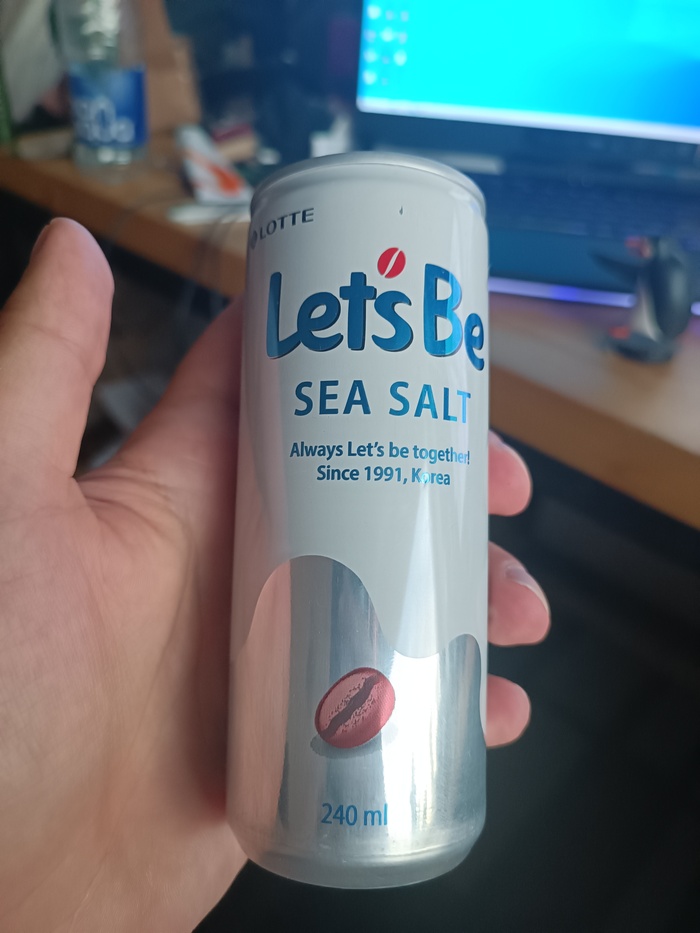 LOTTE
Let's Be
SEA SALT
Always Let's be together!
Since 1991, Korea
240 ml